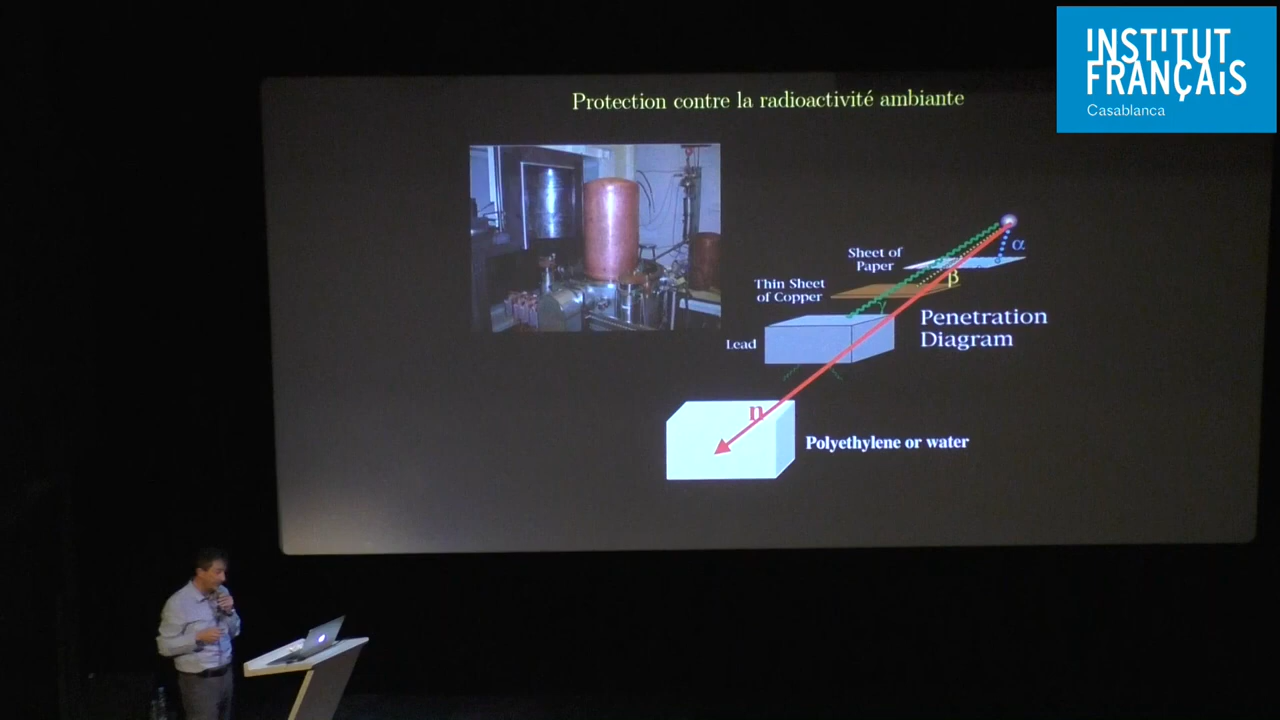 INSTITUT
FRANÇAIS
Casablanca
Protection contre la radioactivité ambiante
Sheet of
Paper
α
β
Thin Sheet
of Copper
γ
Penetration
Diagram
Lead
n
Polyethylene or water